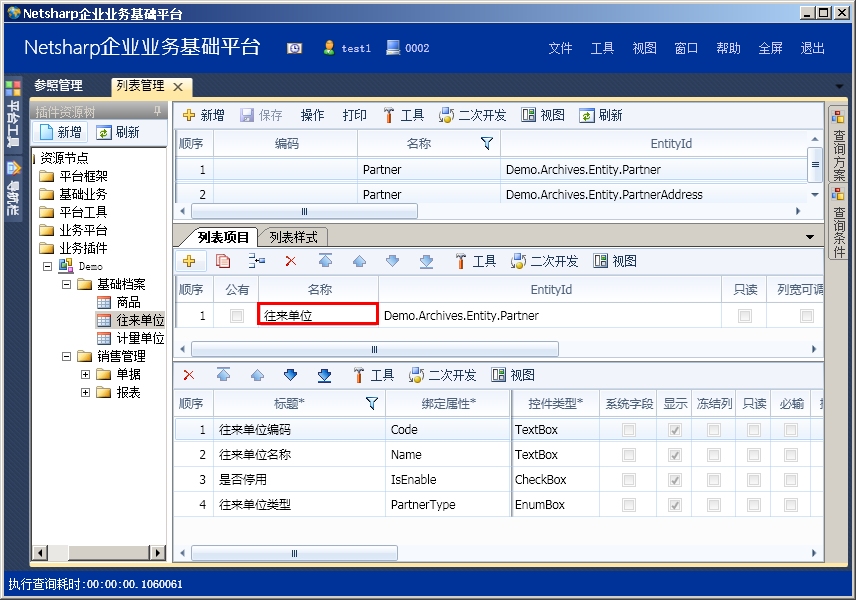 Netsharp企业业务基础平台
Netsharp企业业务基础平台 test1 0002 文件 工具 视图 窗口 帮助 全屏 退出
参照管理 列表管理
平台工具
导航栏
插件资源树
新增 刷新
资源节点
平台框架
基础业务
平台工具
业务平台
业务插件
Demo
基础档案
商品
往来单位
计量单位
销售管理
单据
报表
新增 保存 操作 打印 工具 二次开发 视图 刷新
顺序 编码 名称 EntityId
1 Partner Demo.Archives.Entity.Partner
2 Partner Demo.Archives.Entity.PartnerAddress
列表项目 列表样式
工具 二次开发 视图
顺序 公有 名称 EntityId 只读 列宽可调
1 往来单位 Demo.Archives.Entity.Partner
工具 二次开发 视图
顺序 标题* 绑定属性* 控件类型* 系统字段 显示 冻结列 只读 必输
1 往来单位编码 Code TextBox
2 往来单位名称 Name TextBox
3 是否停用 IsEnable CheckBox
4 往来单位类型 PartnerType EnumBox
查询方案
查询条件
执行查询耗时:00:00:00.1060061